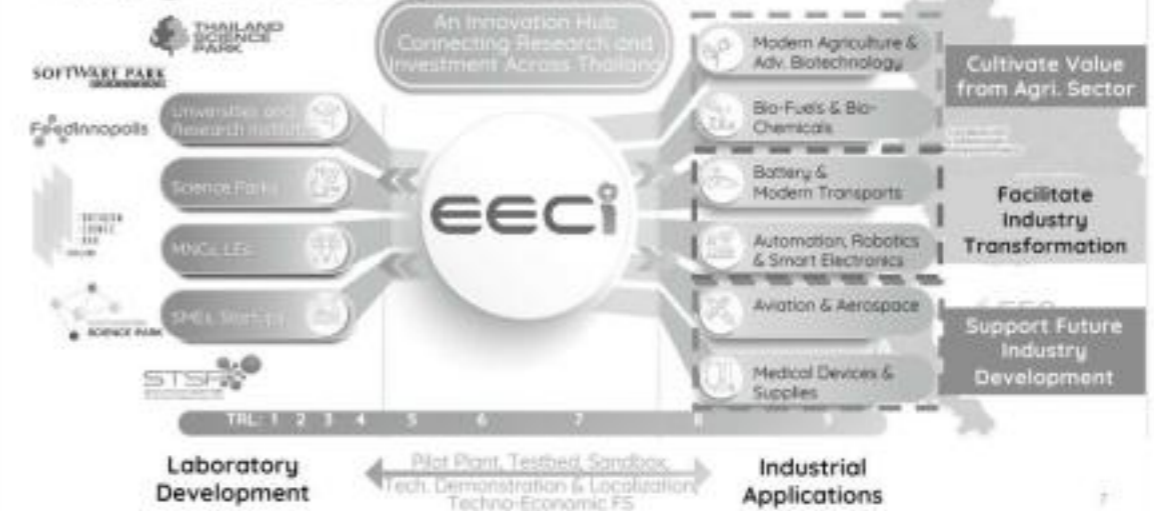 THAILAND
SCIENCE
PARK
SOFTWARE PARK
An Innovation Hub
Connecting Research and
Investment Across Thailand
Universities and
Research
Science Parks
MNCs, LEs
SMEs, Startups
SCIENCE PARK
EECi
Modern Agriculture &
Adv. Biotechnology
Bio-Fuels & Bio-
Chemicals
Battery &
Modern Transports
Automation, Robotics
& Smart Electronics
Aviation & Aerospace
Medical Devices &
Supplies
Cultivate Value
from Agri. Sector
Facilitate
Industry
Transformation
Support Future
Industry
Development
TRL: 1 2 3 4 5 6 7 8 9
Laboratory
Development
Pilot Plant, Testbed, Sandbox,
Tech. Demonstration & Localization,
Techno-Economic FS
Industrial
Applications
7